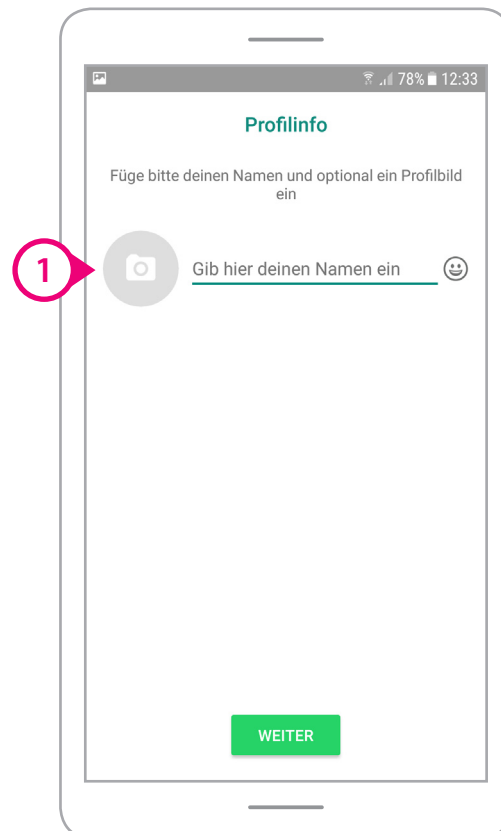 78% 12:33
Profilinfo
Füge bitte deinen Namen und optional ein Profilbild
ein
1
Gib hier deinen Namen ein
WEITER